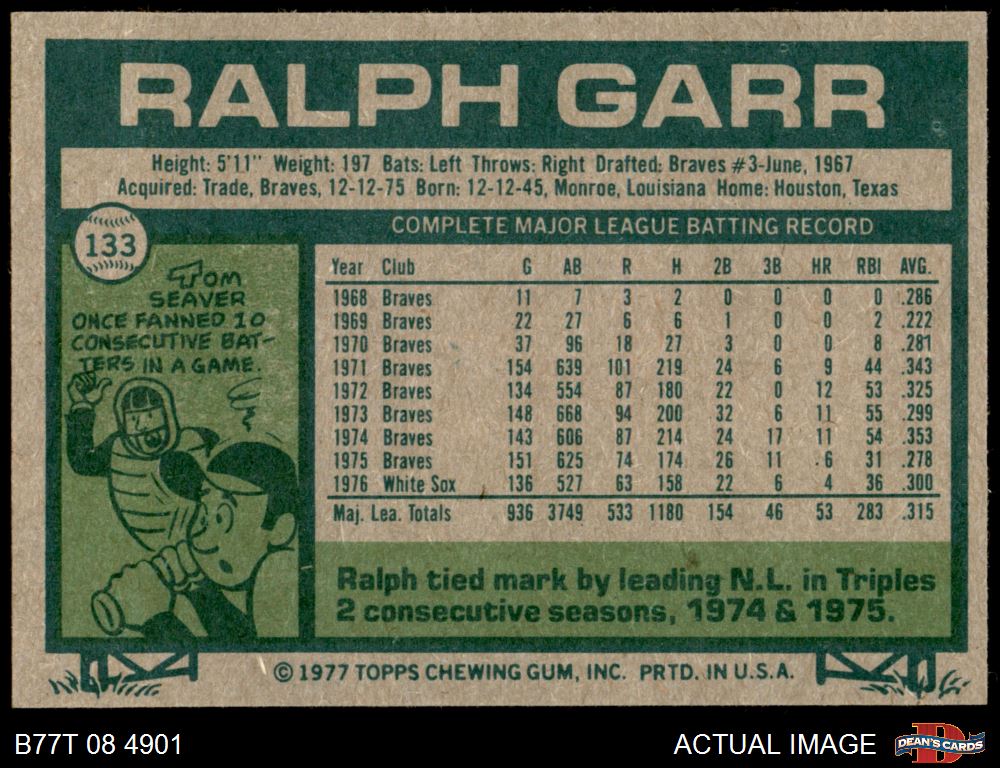 RALPH GARR
Height: 5'11" Weight: 197 Bats: Left Throws: Right Drafted: Braves #3-June, 1967
Acquired: Trade, Braves, 12-12-75 Born: 12-12-45, Monroe, Louisiana Home: Houston, Texas
133
TOM
SEAVER
ONCE FANNED 10
CONSECUTIVE BAT-
TERS IN A GAME.
COMPLETE MAJOR LEAGUE BATTING RECORD
Year Club G AB R H 2B 3B HR RBI AVG.
1968 Braves 11 7 3 2 0 0 0 0 .286
1969 Braves 22 27 6 6 1 0 0 2 .222
1970 Braves 37 96 18 27 3 0 0 8 .281
1971 Braves 154 639 101 219 24 6 9 44 .343
1972 Braves 134 554 87 180 22 0 12 53 .325
1973 Braves 148 668 94 200 32 6 11 55 .299
1974 Braves 143 606 87 214 24 17 11 54 .353
1975 Braves 151 625 74 174 26 11 6 31 .278
1976 White Sox 136 527 63 158 22 6 4 36 .300
Maj. Lea. Totals 936 3749 533 1180 154 46 53 283 .315
Ralph tied mark by leading N.L. in Triples
2 consecutive seasons, 1974 & 1975.
© 1977 TOPPS CHEWING GUM, INC. PRTD. IN U.S.A.
B77T 08 4901
ACTUAL IMAGE
D
DEAN'S CARDS